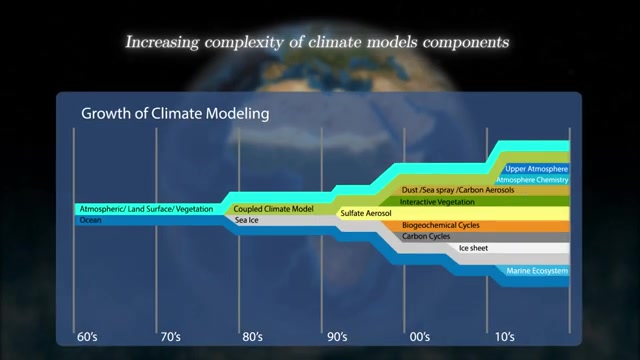 Increasing complexity of climate models components
Growth of Climate Modeling
Upper Atmosphere
Atmosphere Chemistry
Dust /Sea spray /Carbon Aerosols
Interactive Vegetation
Atmospheric/ Land Surface/ Vegetation
Coupled Climate Model
Sulfate Aerosol
Ocean
Sea Ice
Biogeochemical Cycles
Carbon Cycles
Ice sheet
Marine Ecosystem
60's 70's 80's 90's 00's 10's